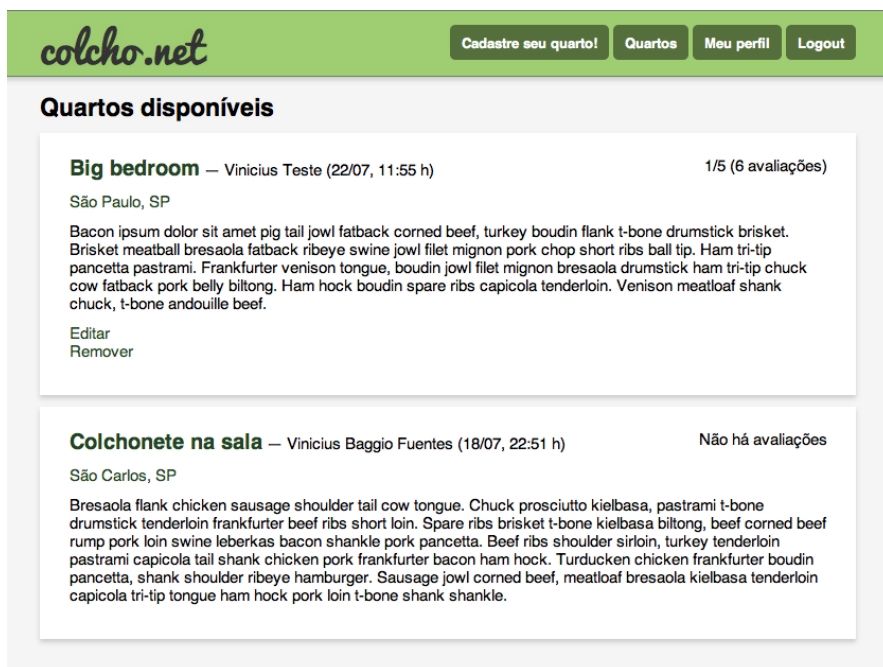 colcho.net
Cadastre seu quarto! Quartos Meu perfil Logout
Quartos disponíveis
Big bedroom — Vinicius Teste (22/07, 11:55 h) 1/5 (6 avaliações)
São Paulo, SP
Bacon ipsum dolor sit amet pig tail jowl fatback corned beef, turkey boudin flank t-bone drumstick brisket.
Brisket meatball bresaola fatback ribeye swine jowl filet mignon pork chop short ribs ball tip. Ham tri-tip
pancetta pastrami. Frankfurter venison tongue, boudin jowl filet mignon bresaola drumstick ham tri-tip chuck
cow fatback pork belly biltong. Ham hock boudin spare ribs capicola tenderloin. Venison meatloaf shank
chuck, t-bone andouille beef.
Editar
Remover
Colchonete na sala — Vinicius Baggio Fuentes (18/07, 22:51 h) Não há avaliações
São Carlos, SP
Bresaola flank chicken sausage shoulder tail cow tongue. Chuck prosciutto kielbasa, pastrami t-bone
drumstick tenderloin frankfurter beef ribs short loin. Spare ribs brisket t-bone kielbasa biltong, beef corned beef
rump pork loin swine leberkas bacon shankle pork pancetta. Beef ribs shoulder sirloin, turkey tenderloin
pastrami capicola tail shank chicken pork frankfurter bacon ham hock. Turducken chicken frankfurter boudin
pancetta, shank shoulder ribeye hamburger. Sausage jowl corned beef, meatloaf bresaola kielbasa tenderloin
capicola tri-tip tongue ham hock pork loin t-bone shank shankle.